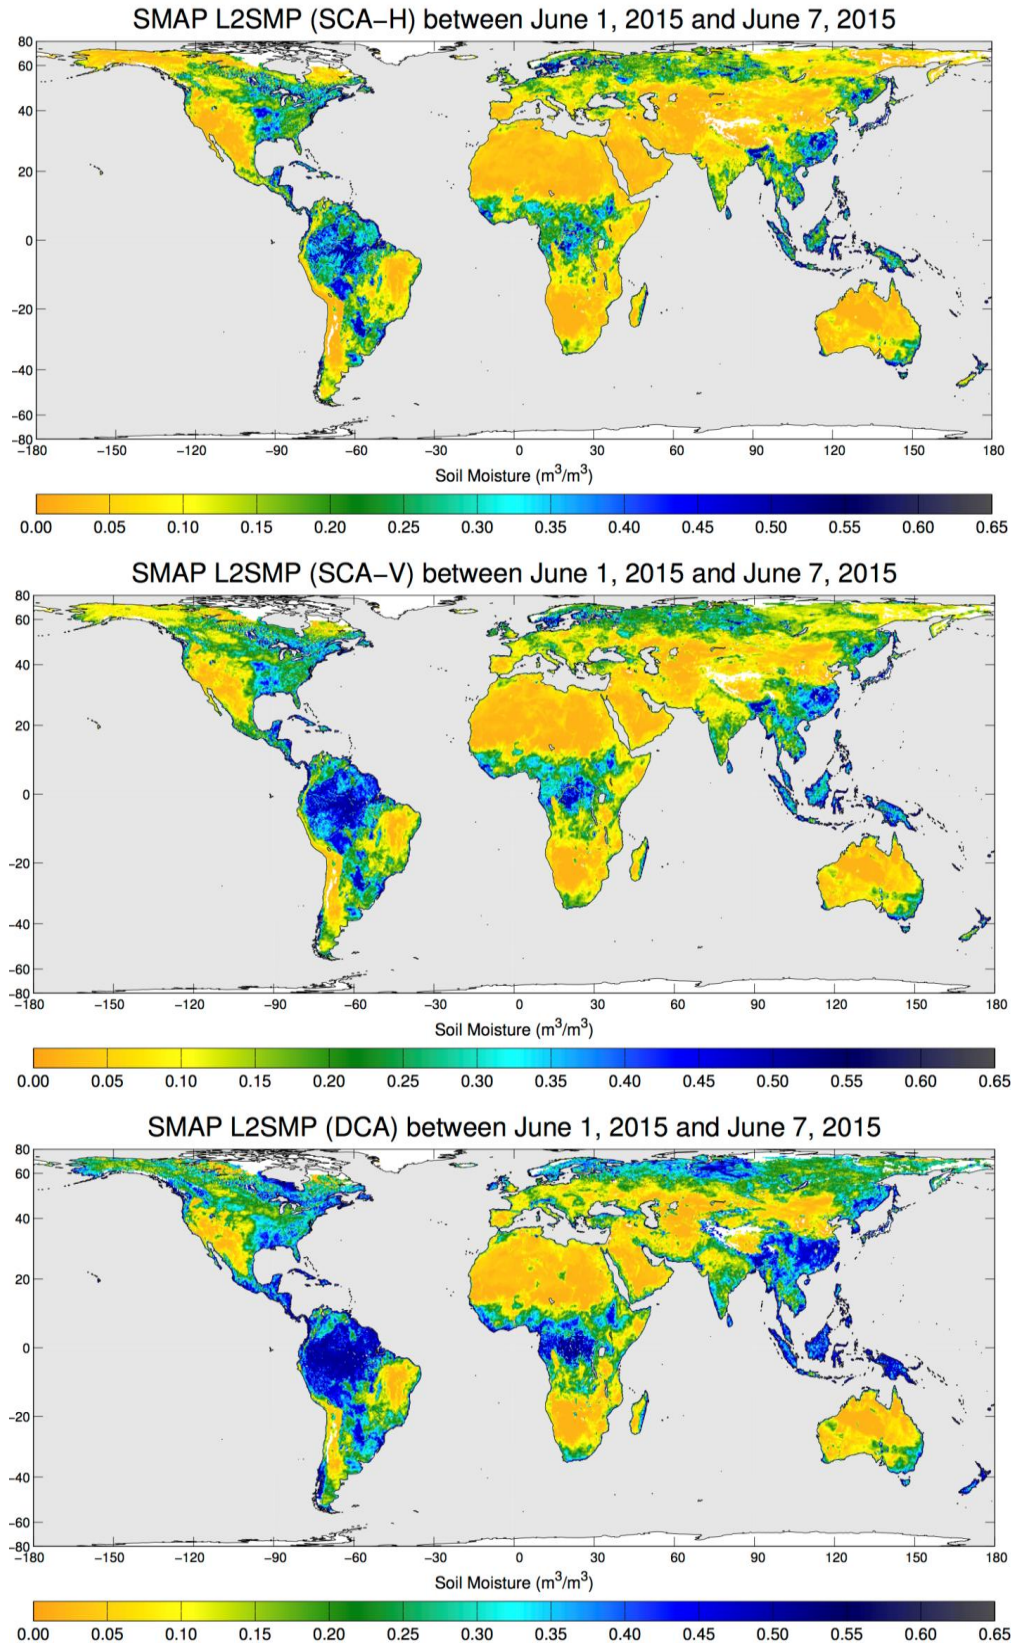 SMAP L2SMP (SCA−H) between June 1, 2015 and June 7, 2015
80
60
40
20
0
−20
−40
−60
−80
−180 −150 −120 −90 −60 −30 0 30 60 90 120 150 180
Soil Moisture (m³/m³)
0.00 0.05 0.10 0.15 0.20 0.25 0.30 0.35 0.40 0.45 0.50 0.55 0.60 0.65
SMAP L2SMP (SCA−V) between June 1, 2015 and June 7, 2015
80
60
40
20
0
−20
−40
−60
−80
−180 −150 −120 −90 −60 −30 0 30 60 90 120 150 180
Soil Moisture (m³/m³)
0.00 0.05 0.10 0.15 0.20 0.25 0.30 0.35 0.40 0.45 0.50 0.55 0.60 0.65
SMAP L2SMP (DCA) between June 1, 2015 and June 7, 2015
80
60
40
20
0
−20
−40
−60
−80
−180 −150 −120 −90 −60 −30 0 30 60 90 120 150 180
Soil Moisture (m³/m³)
0.00 0.05 0.10 0.15 0.20 0.25 0.30 0.35 0.40 0.45 0.50 0.55 0.60 0.65